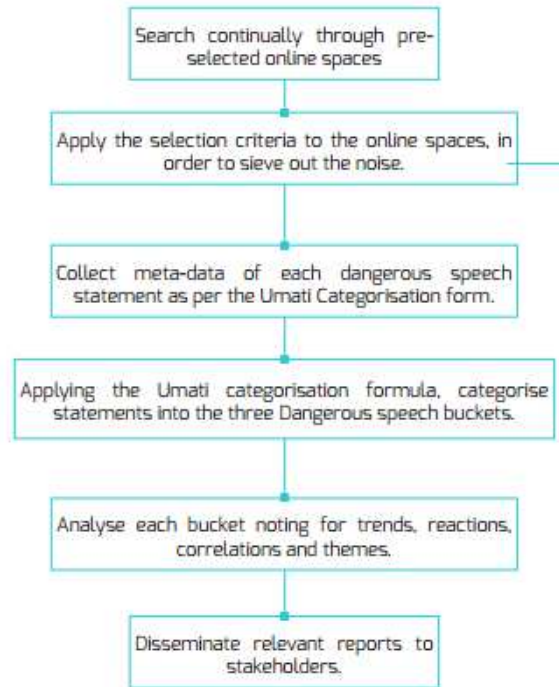 Search continually through pre-
selected online spaces
Apply the selection criteria to the online spaces, in
order to sieve out the noise.
Collect meta-data of each dangerous speech
statement as per the Umati Categorisation form.
Applying the Umati categorisation formula, categorise
statements into the three Dangerous speech buckets.
Analyse each bucket noting for trends, reactions,
correlations and themes.
Disseminate relevant reports to
stakeholders.